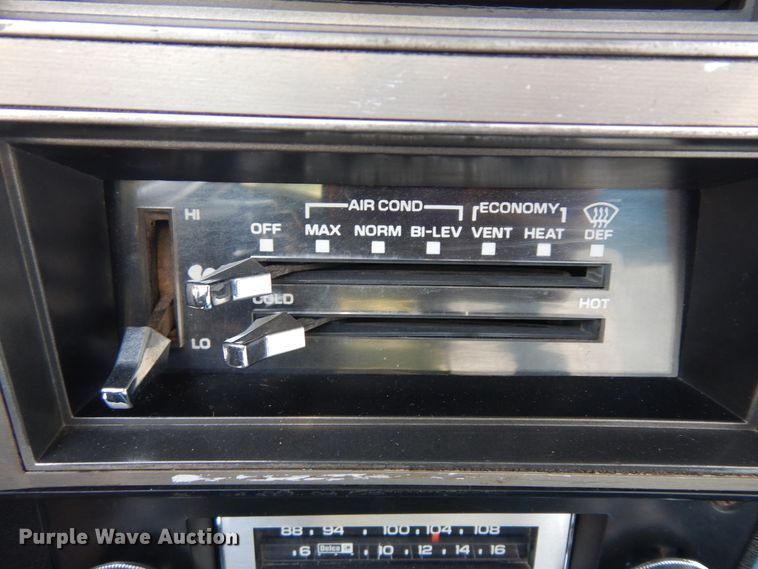 HI
AIR COND
ECONOMY
OFF MAX NORM BI-LEV VENT HEAT DEF
COLD HOT
LO
88 94 100 104 108
.6 Delco 10 12 14 16
Purple Wave Auction®